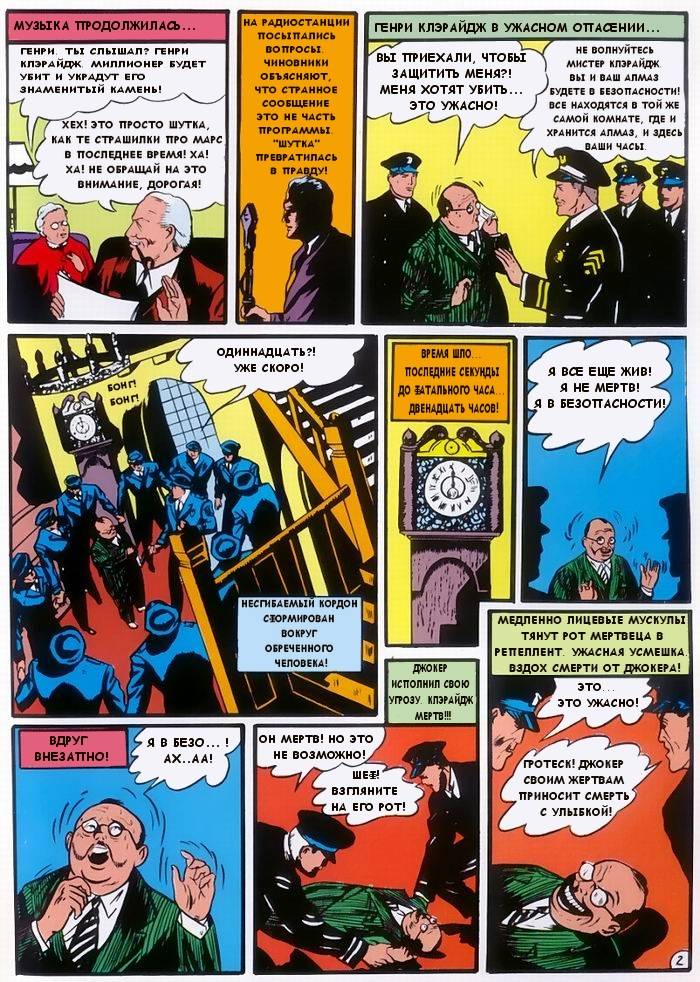 МУЗЫКА ПРОДОЛЖИЛАСЬ...
ГЕНРИ. ТЫ СЛЫШАЛ? ГЕНРИ
КЛЭРАЙДЖ. МИЛЛИОНЕР БУДЕТ
УБИТ И УКРАДУТ ЕГО
ЗНАМЕНИТЫЙ КАМЕНЬ!
ХЕХ! ЭТО ПРОСТО ШУТКА,
КАК ТЕ СТРАШИЛКИ ПРО МАРС
В ПОСЛЕДНЕЕ ВРЕМЯ! ХА!
ХА! НЕ ОБРАЩАЙ НА ЭТО
ВНИМАНИЕ, ДОРОГАЯ!
НА РАДИОСТАНЦИИ
ПОСЫПАЛИСЬ
ВОПРОСЫ.
ЧИНОВНИКИ
ОБЪЯСНЯЮТ,
ЧТО СТРАННОЕ
СООБЩЕНИЕ
ЭТО НЕ ЧАСТЬ
ПРОГРАММЫ.
"ШУТКА"
ПРЕВРАТИЛАСЬ
В ПРАВДУ!
ГЕНРИ КЛЭРАЙДЖ В УЖАСНОМ ОПАСЕНИИ...
ВЫ ПРИЕХАЛИ, ЧТОБЫ
ЗАЩИТИТЬ МЕНЯ?!
МЕНЯ ХОТЯТ УБИТЬ...
ЭТО УЖАСНО!
НЕ ВОЛНУЙТЕСЬ
МИСТЕР КЛЭРАЙДЖ.
ВЫ И ВАШ АЛМАЗ
БУДЕТЕ В БЕЗОПАСНОСТИ!
ВСЕ НАХОДЯТСЯ В ТОЙ ЖЕ
САМОЙ КОМНАТЕ, ГДЕ И
ХРАНИТСЯ АЛМАЗ, И ЗДЕСЬ
ВАШИ ЧАСЫ.
БОНГ!
БОНГ!
ОДИННАДЦАТЬ?!
УЖЕ СКОРО!
НЕСГИБАЕМЫЙ КОРДОН
СФОРМИРОВАН
ВОКРУГ
ОБРЕЧЕННОГО
ЧЕЛОВЕКА!
ВРЕМЯ ШЛО...
ПОСЛЕДНИЕ СЕКУНДЫ
ДО ФАТАЛЬНОГО ЧАСА...
ДВЕНАДЦАТЬ ЧАСОВ!
Я ВСЕ ЕЩЕ ЖИВ!
Я НЕ МЕРТВ!
Я В БЕЗОПАСНОСТИ!
ВДРУГ
ВНЕЗАПНО!
Я В БЕЗО... !
АХ..АА!
ДЖОКЕР
ИСПОЛНИЛ СВОЮ
УГРОЗУ. КЛЭРАЙДЖ
МЕРТВ!!!
ОН МЕРТВ! НО ЭТО
НЕ ВОЗМОЖНО!
ШЕФ!
ВЗГЛЯНИТЕ
НА ЕГО РОТ!
МЕДЛЕННО ЛИЦЕВЫЕ МУСКУЛЫ
ТЯНУТ РОТ МЕРТВЕЦА В
РЕПЕЛЛЕНТ. УЖАСНАЯ УСМЕШКА.
ВЗДОХ СМЕРТИ ОТ ДЖОКЕРА!
ЭТО...
ЭТО УЖАСНО!
ГРОТЕСК! ДЖОКЕР
СВОИМ ЖЕРТВАМ
ПРИНОСИТ СМЕРТЬ
С УЛЫБКОЙ!
2